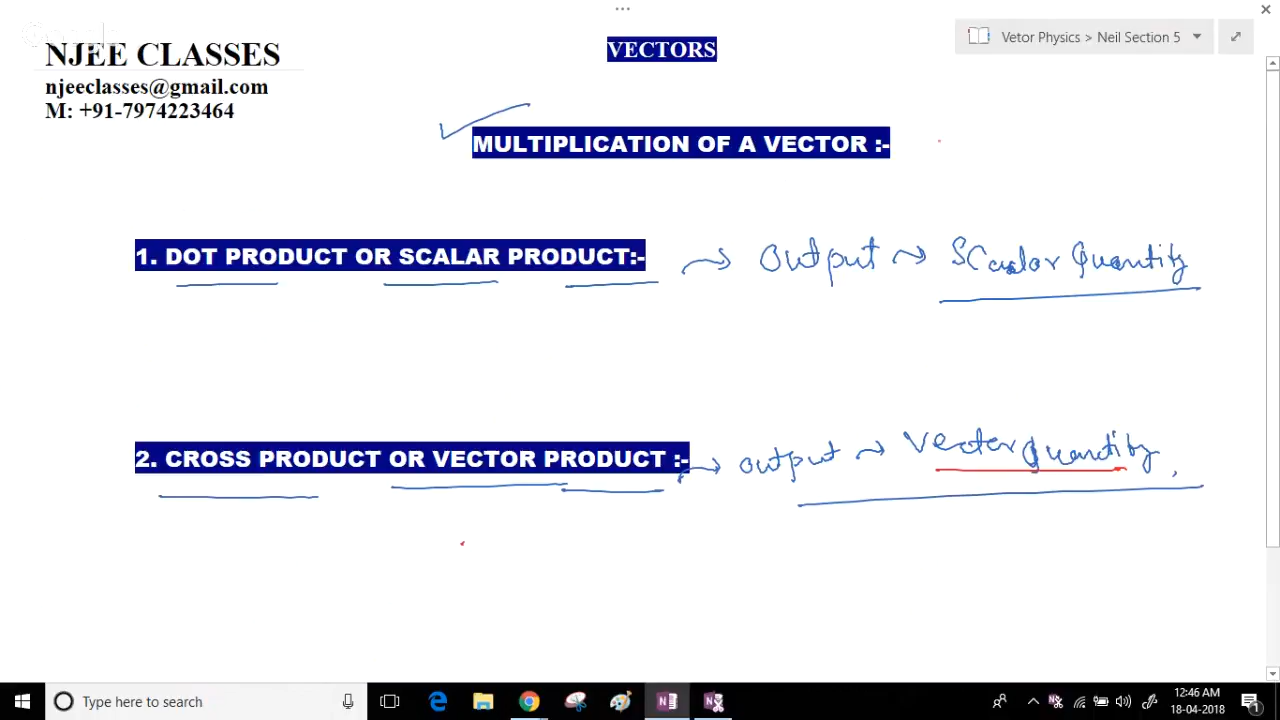 Vetor Physics > Neil Section 5
NJEE CLASSES
njeeclasses@gmail.com
M: +91-7974223464
VECTORS
MULTIPLICATION OF A VECTOR :-
1. DOT PRODUCT OR SCALAR PRODUCT:- Output Scalar Quantity
2. CROSS PRODUCT OR VECTOR PRODUCT :- output Vector Quantity
Type here to search
12:46 AM
18-04-2018